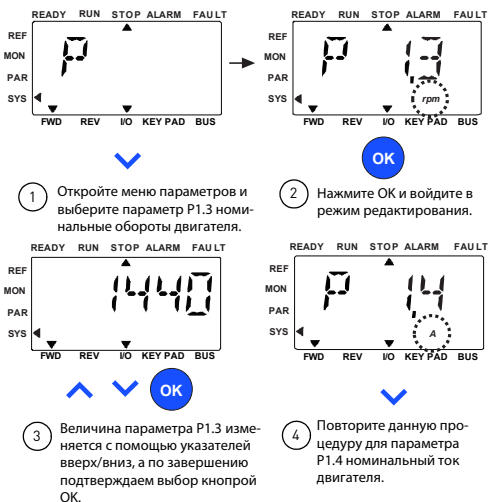 READY RUN STOP ALARM FAULT
REF
MON
PAR
SYS
P
FWD REV I/O KEYPAD BUS
1 Откройте меню параметров и
выберите параметр P1.3 номи-
нальные обороты двигателя.
READY RUN STOP ALARM FAULT
REF
MON
PAR
SYS
P 1.3
rpm
FWD REV I/O KEYPAD BUS
OK
2 Нажмите OK и войдите в
режим редактирования.
READY RUN STOP ALARM FAULT
REF
MON
PAR
SYS
1440
FWD REV I/O KEYPAD BUS
OK
3 Величина параметра P1.3 изме-
няется с помощью указателей
вверх/вниз, а по завершению
подтверждаем выбор кнопрой
OK.
READY RUN STOP ALARM FAULT
REF
MON
PAR
SYS
P 1.4
A
FWD REV I/O KEYPAD BUS
4 Повторите данную про-
цедуру для параметра
P1.4 номинальный ток
двигателя.